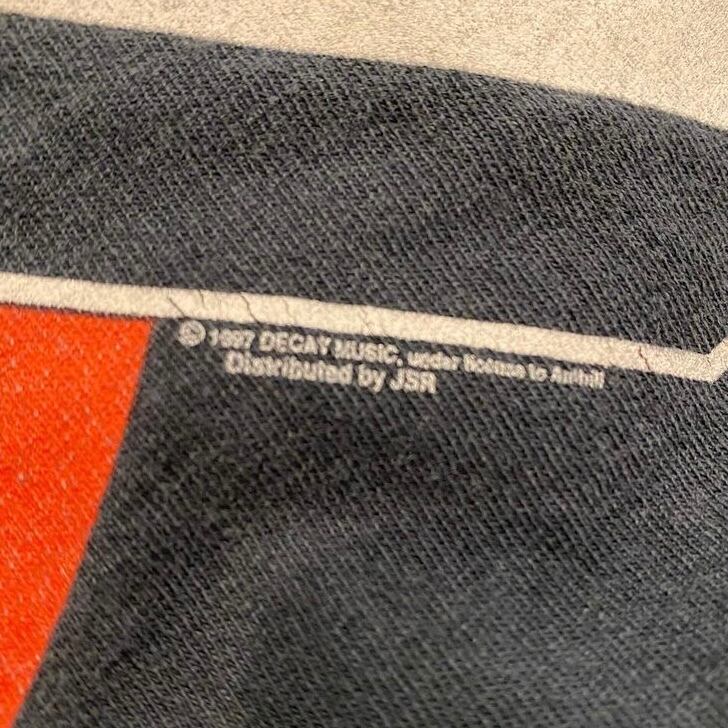 © 1997 DECAY MUSIC, under license to Anthill
Distributed by JSR